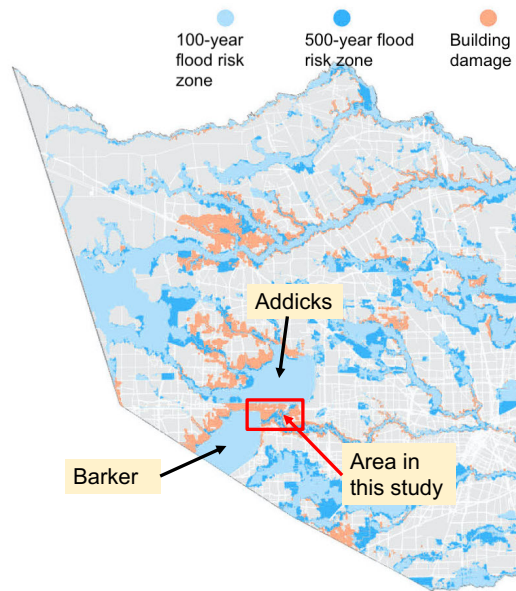 100-year
flood risk
zone
500-year flood
risk zone
Building
damage
Addicks
Barker
Area in
this study